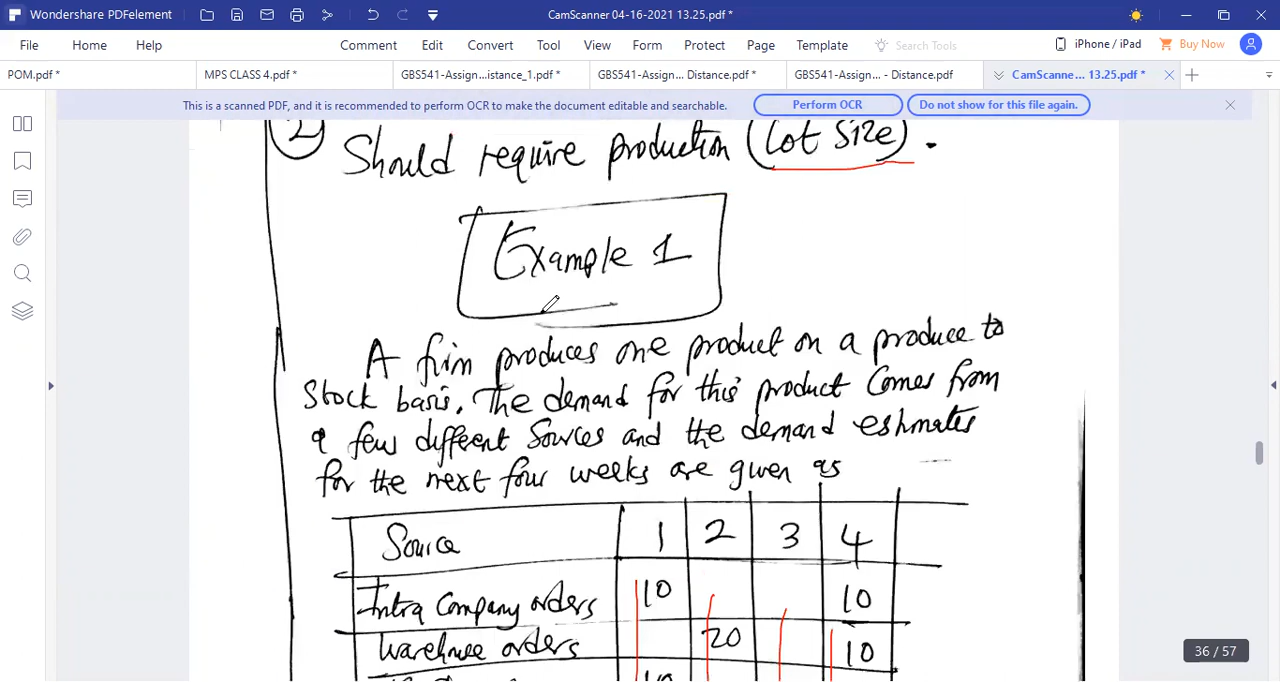 Wondershare PDFelement
CamScanner 04-16-2021 13.25.pdf *
File Home Help Comment Edit Convert Tool View Form Protect Page Template Search Tools iPhone / iPad Buy Now
POM.pdf * MPS CLASS 4.pdf * GBS541-Assign...istance_1.pdf * GBS541-Assign... Distance.pdf * GBS541-Assign... - Distance.pdf CamScanne... 13.25.pdf *
This is a scanned PDF, and it is recommended to perform OCR to make the document editable and searchable. Perform OCR Do not show for this file again.
2
Should require production (Lot Size).
Example 1
A firm produces one product on a produce to
Stock basis. The demand for this product Comes from
a few different Sources and the demand estimates
for the next four weeks are given as
Source 1 2 3 4
Intra Company orders 10 10
Warehouse orders 20 10
36 / 57